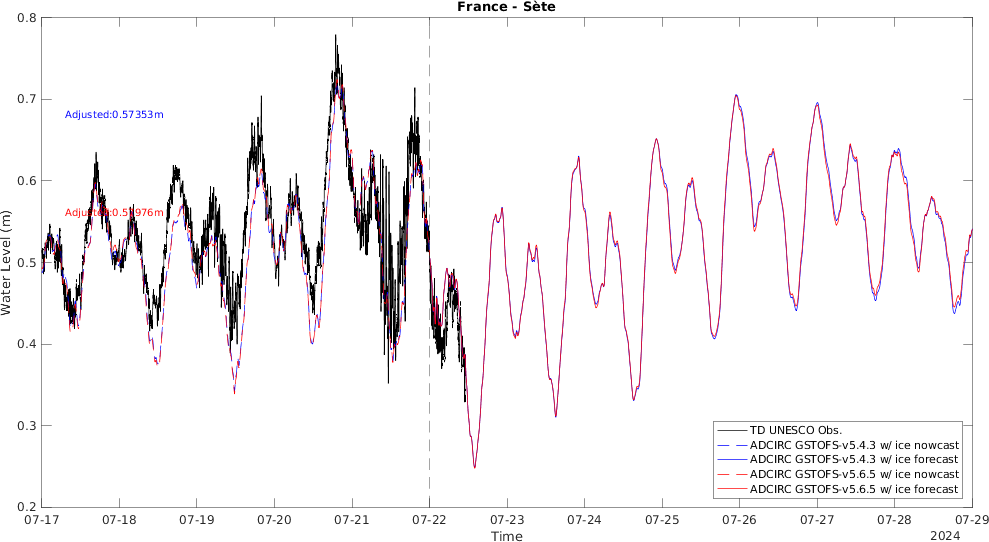 France - Sète
0.8
0.7
0.6
0.5
0.4
0.3
0.2
Water Level (m)
Adjusted:0.57353m
TD UNESCO Obs.
ADCIRC GSTOFS-v5.4.3 w/ ice nowcast
ADCIRC GSTOFS-v5.4.3 w/ ice forecast
ADCIRC GSTOFS-v5.6.5 w/ ice nowcast
ADCIRC GSTOFS-v5.6.5 w/ ice forecast
07-17 07-18 07-19 07-20 07-21 07-22 07-23 07-24 07-25 07-26 07-27 07-28 07-29
Time
2024